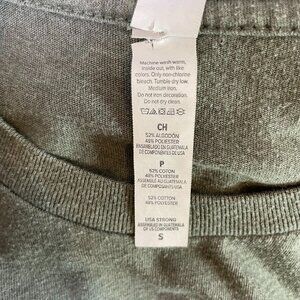 Machine wash warm,
inside out, with like
colors. Only non-chlorine
bleach. Tumble dry low.
Medium iron.
Do not iron decoration.
Do not dry clean.
CH
52% ALGODÓN
48% POLIESTER
ENSAMBLADO EN GUATEMALA
DE COMPONENTES DE USA
P
52% COTON
48% POLYESTER
ASSEMBLÉ AU GUATEMALA
DE COMPOSANTS DE USA
52% COTTON
48% POLYESTER
USA STRONG
ASSEMBLED IN GUATEMALA
OF US COMPONENTS
S